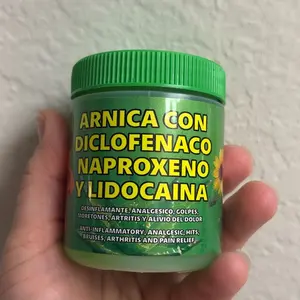 ARNICA CON
DICLOFENACO
NAPROXENO
Y LIDOCAÍNA
DESINFLAMANTE, ANALGESICO, GOLPES,
MORETONES, ARTRITIS Y ALIVIO DEL DOLOR
ANTI-INFLAMMATORY, ANALGESIC, HITS,
BRUISES, ARTHRITIS AND PAIN RELIEF